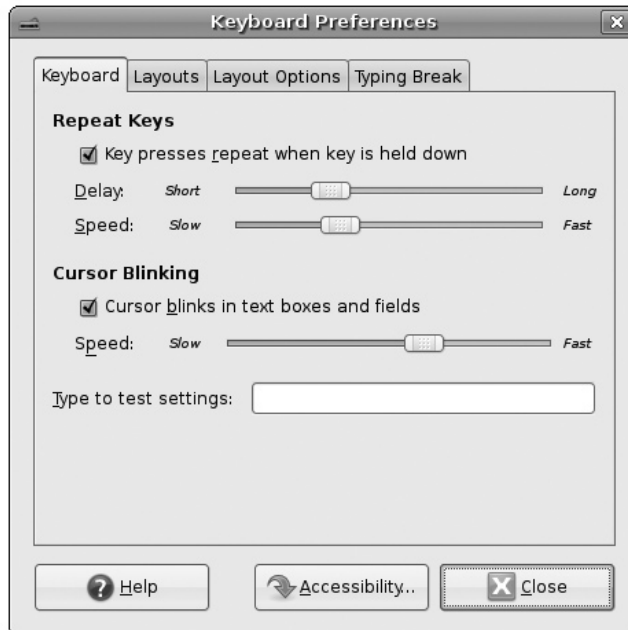 Keyboard Preferences
Keyboard Layouts Layout Options Typing Break
Repeat Keys
Key presses repeat when key is held down
Delay: Short Long
Speed: Slow Fast
Cursor Blinking
Cursor blinks in text boxes and fields
Speed: Slow Fast
Type to test settings:
Help Accessibility... Close